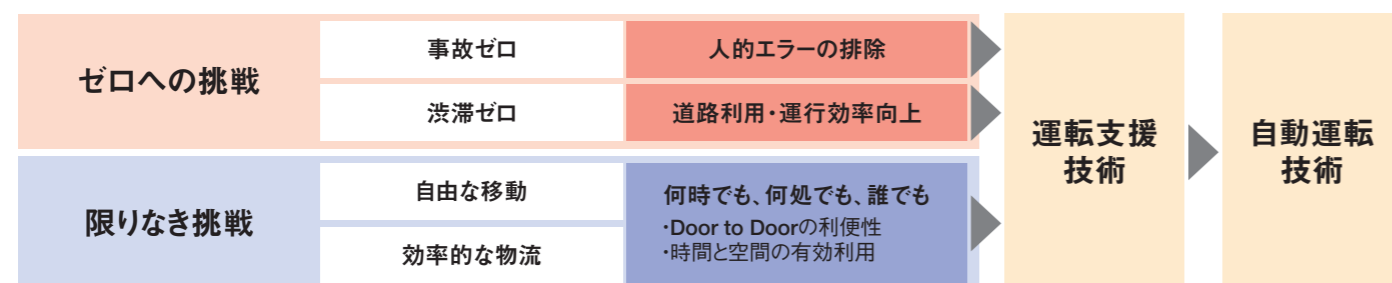 ゼロへの挑戦
事故ゼロ
人的エラーの排除
渋滞ゼロ
道路利用・運行効率向上
限りなき挑戦
自由な移動
効率的な物流
何時でも、何処でも、誰でも
・Door to Doorの利便性
・時間と空間の有効利用
運転支援
技術
自動運転
技術